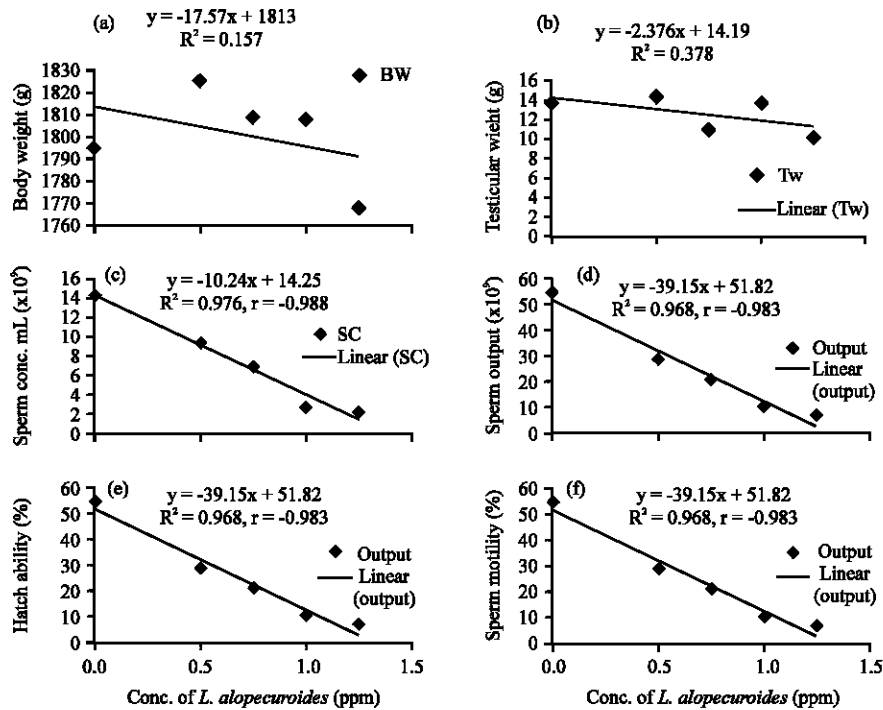 (a) y = -17.57x + 1813
R² = 0.157
Body weight (g)
1830
1820
1810
1800
1790
1780
1770
1760
BW
(b) y = -2.376x + 14.19
R² = 0.378
Testicular wieht (g)
16
14
12
10
8
6
4
2
0
Tw
Linear (Tw)
(c) y = -10.24x + 14.25
R² = 0.976, r = -0.988
Sperm conc. mL (x10⁹)
16
14
12
10
8
6
4
2
0
SC
Linear (SC)
(d) y = -39.15x + 51.82
R² = 0.968, r = -0.983
Sperm output (x10⁹)
60
50
40
30
20
10
0
Output
Linear
(output)
(e) y = -39.15x + 51.82
R² = 0.968, r = -0.983
Hatch ability (%)
60
50
40
30
20
10
0
Output
Linear
(output)
0.0 0.5 1.0 1.5
Conc. of L. alopecuroides (ppm)
(f) y = -39.15x + 51.82
R² = 0.968, r = -0.983
Sperm motility (%)
60
50
40
30
20
10
0
Output
Linear
(output)
0.0 0.5 1.0 1.5
Conc. of L. alopecuroides (ppm)